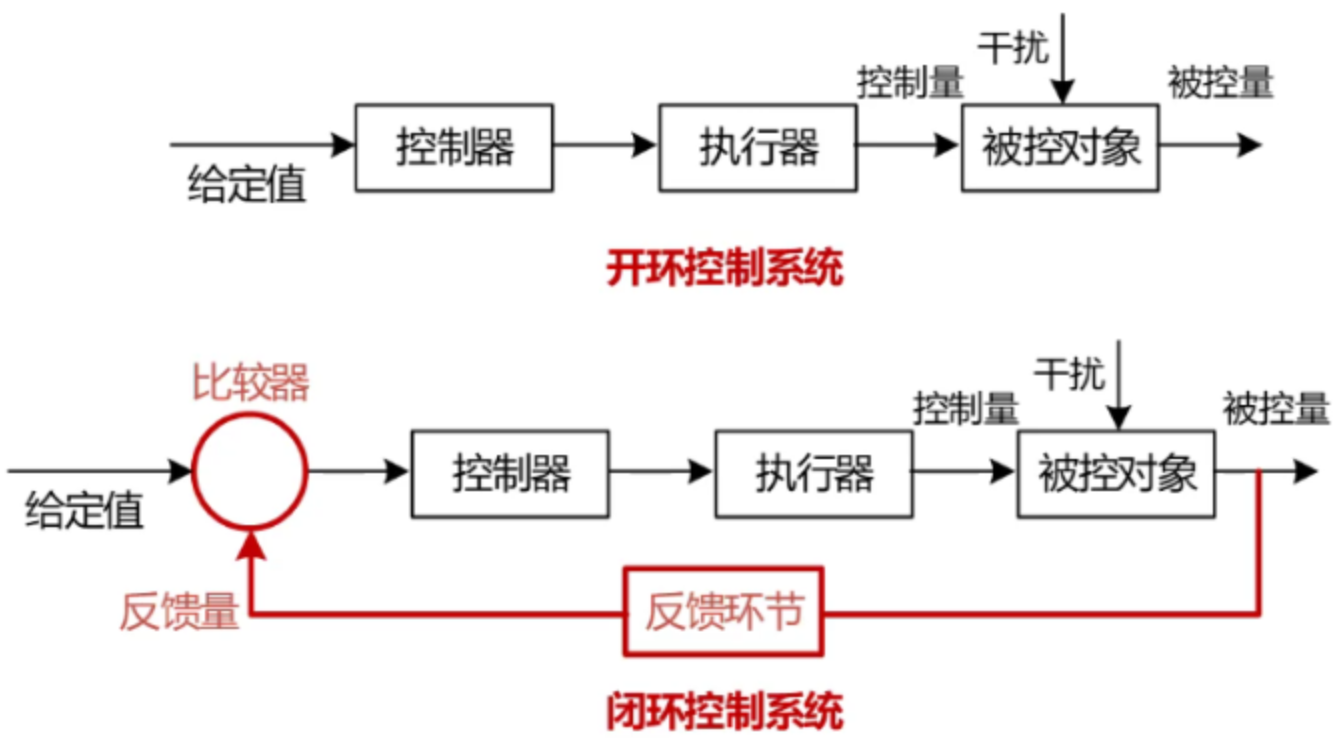 干扰
控制量
被控量
控制器
执行器
被控对象
给定值
开环控制系统
比较器
干扰
控制量
被控量
控制器
执行器
被控对象
给定值
反馈量
反馈环节
闭环控制系统